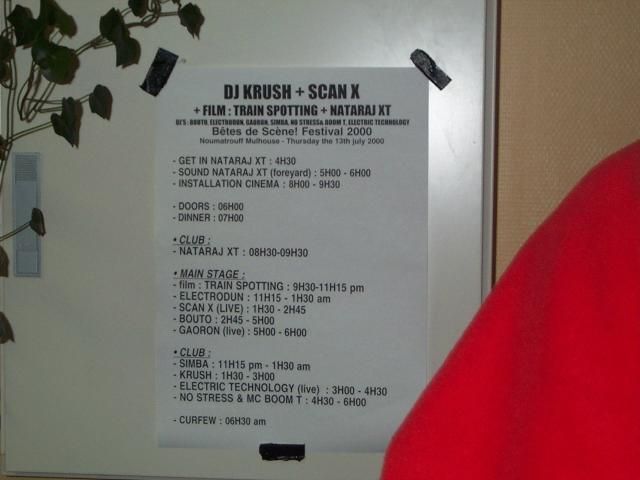 DJ KRUSH + SCAN X
+ FILM : TRAIN SPOTTING + NATARAJ XT
DJ'S : BOUTO, ELECTRODUN, GAORON, SIMBA, NO STRESS& BOOM T, ELECTRIC TECHNOLOGY
Bêtes de Scène! Festival 2000
Noumatrouff Mulhouse - Thursday the 13th july 2000
- GET IN NATARAJ XT : 4H30
- SOUND NATARAJ XT (foreyard) : 5H00 - 6H00
- INSTALLATION CINEMA : 8H00 - 9H30
- DOORS : 06H00
- DINNER : 07H00
• CLUB :
- NATARAJ XT : 08H30-09H30
• MAIN STAGE :
- film : TRAIN SPOTTING : 9H30-11H15 pm
- ELECTRODUN : 11H15 - 1H30 am
- SCAN X (LIVE) : 1H30 - 2H45
- BOUTO : 2H45 - 5H00
- GAORON (live) : 5H00 - 6H00
• CLUB :
- SIMBA : 11H15 pm - 1H30 am
- KRUSH : 1H30 - 3H00
- ELECTRIC TECHNOLOGY (live) : 3H00 - 4H30
- NO STRESS & MC BOOM T : 4H30 - 6H00
- CURFEW : 06H30 am